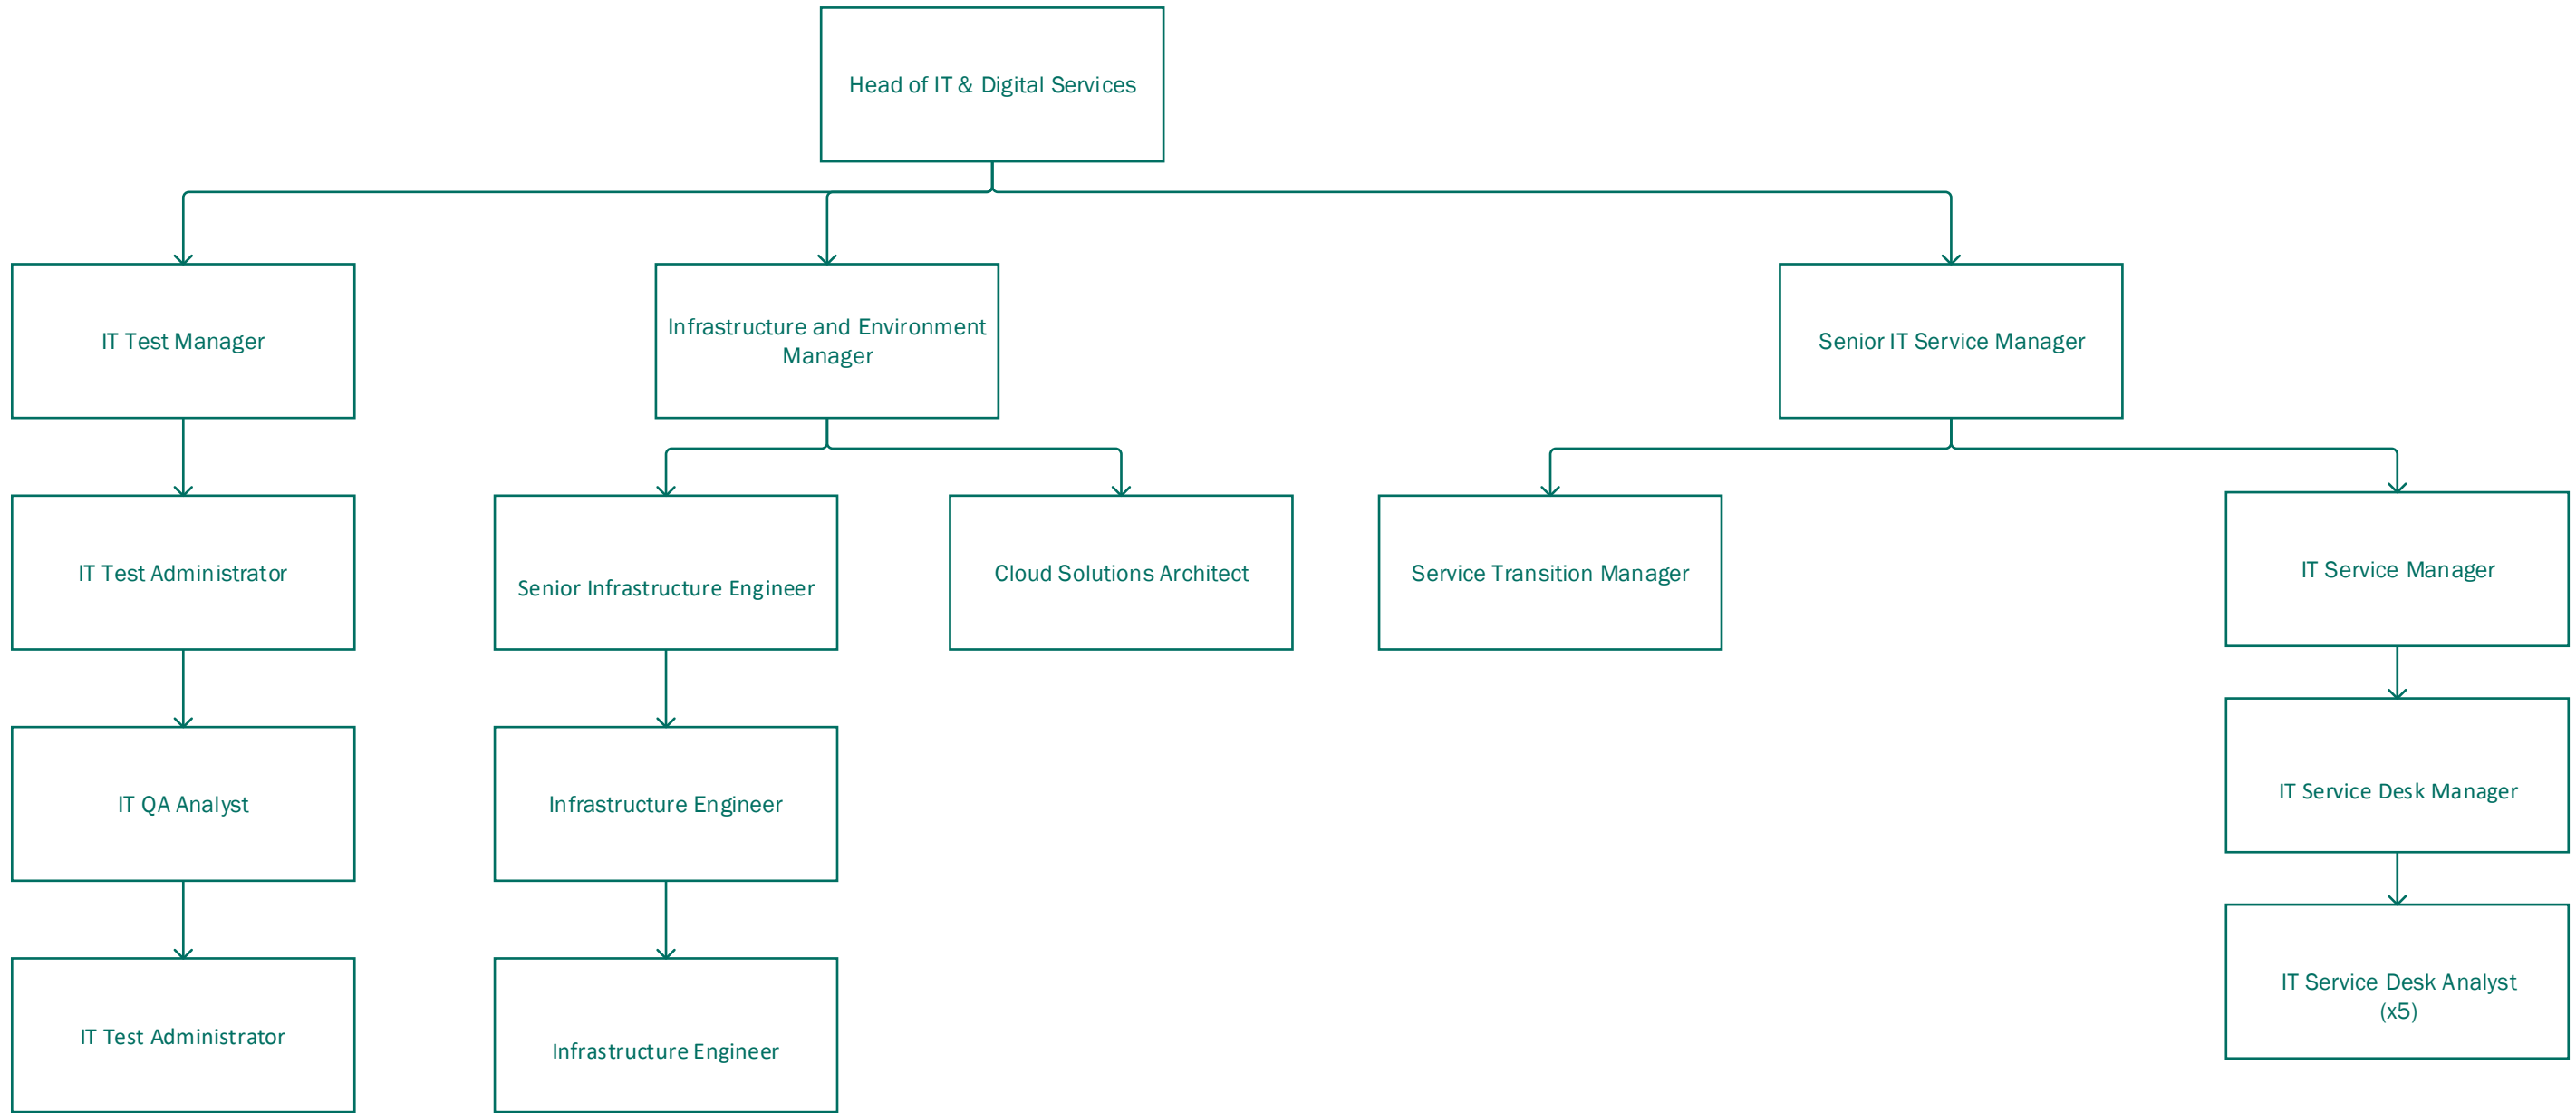 Head of IT & Digital Services
IT Test Manager
Infrastructure and Environment
Manager
Senior IT Service Manager
IT Test Administrator
Senior Infrastructure Engineer
Cloud Solutions Architect
Service Transition Manager
IT Service Manager
IT QA Analyst
Infrastructure Engineer
IT Service Desk Manager
IT Test Administrator
Infrastructure Engineer
IT Service Desk Analyst
(x5)